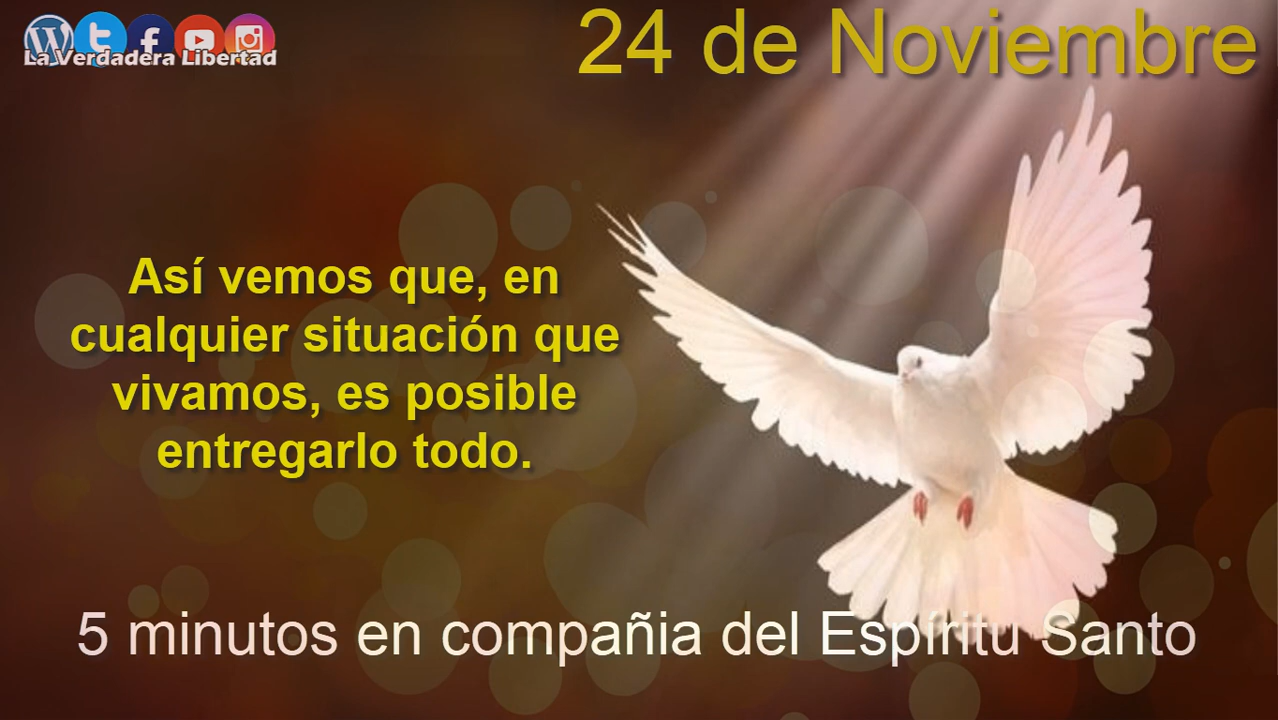 La Verdadera Libertad
24 de Noviembre
Así vemos que, en
cualquier situación que
vivamos, es posible
entregarlo todo.
5 minutos en compañia del Espíritu Santo